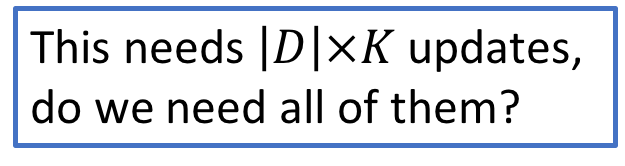 This needs |D|×K updates,
do we need all of them?